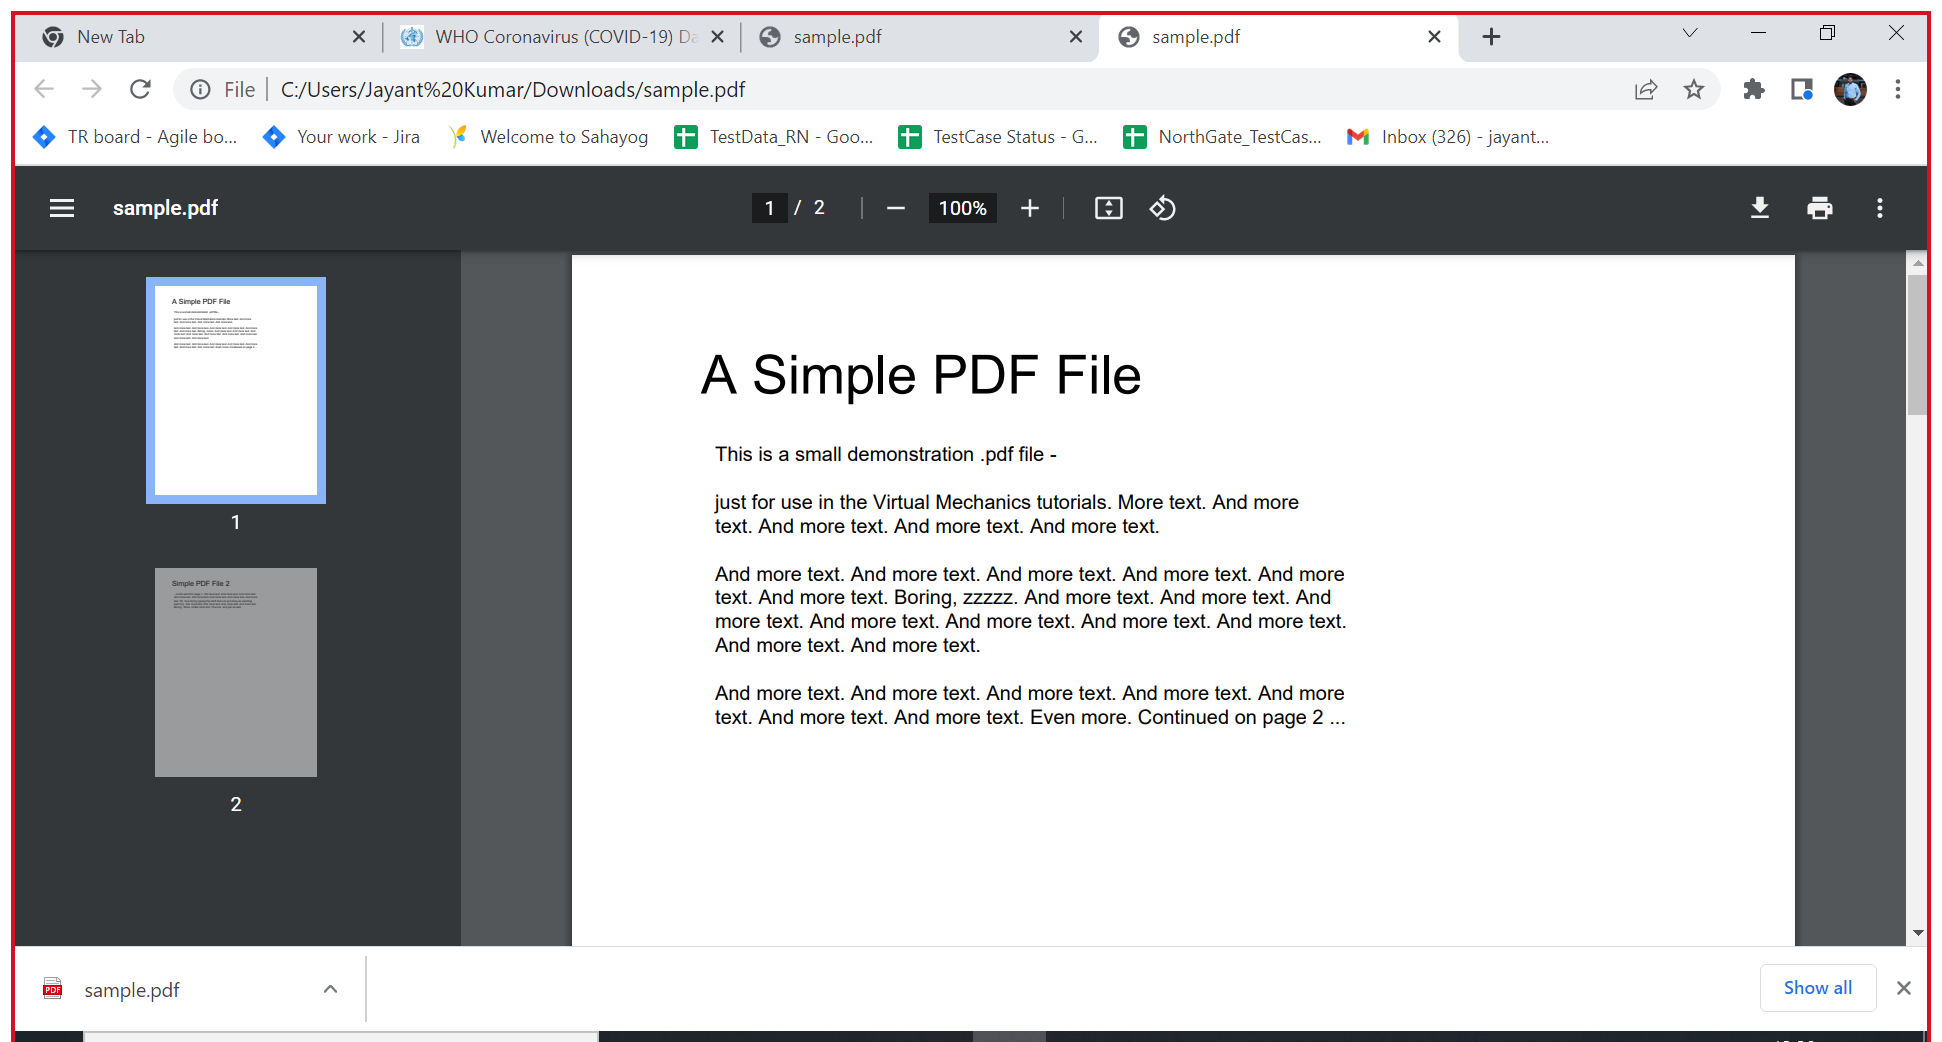 New Tab
WHO Coronavirus (COVID-19) Da
sample.pdf
sample.pdf
File
C:/Users/Jayant%20Kumar/Downloads/sample.pdf
TR board - Agile bo...
Your work - Jira
Welcome to Sahayog
TestData_RN - Goo...
TestCase Status - G...
NorthGate_TestCas...
Inbox (326) - jayant...
sample.pdf
1 / 2
100%
A Simple PDF File
1
Simple PDF File 2
2
A Simple PDF File
This is a small demonstration .pdf file -
just for use in the Virtual Mechanics tutorials. More text. And more
text. And more text. And more text. And more text.
And more text. And more text. And more text. And more text. And more
text. And more text. Boring, zzzzz. And more text. And more text. And
more text. And more text. And more text. And more text. And more text.
And more text. And more text.
And more text. And more text. And more text. And more text. And more
text. And more text. And more text. Even more. Continued on page 2 ...
PDF
sample.pdf
Show all